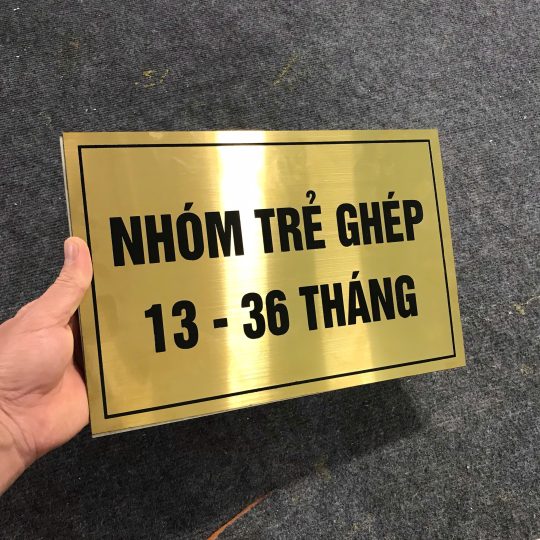 NHÓM TRẺ GHÉP
13 - 36 THÁNG